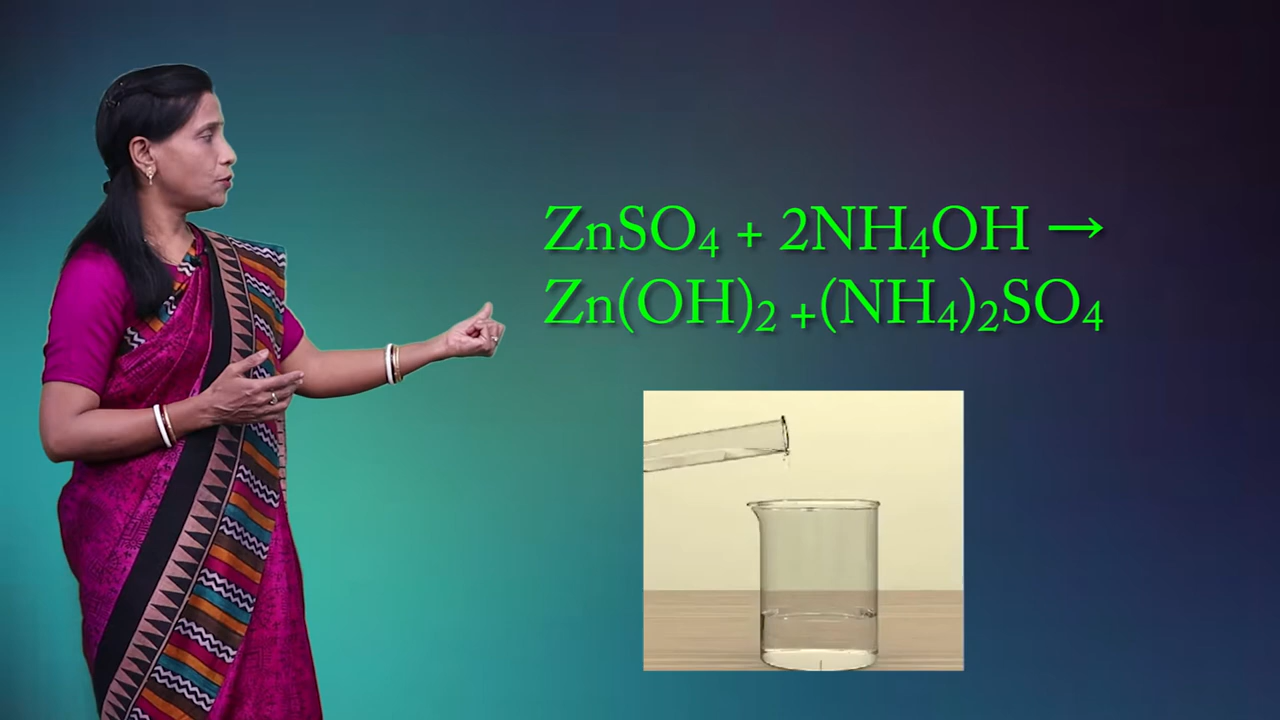 ZnSO₄ + 2NH₄OH →
Zn(OH)₂ +(NH₄)₂SO₄